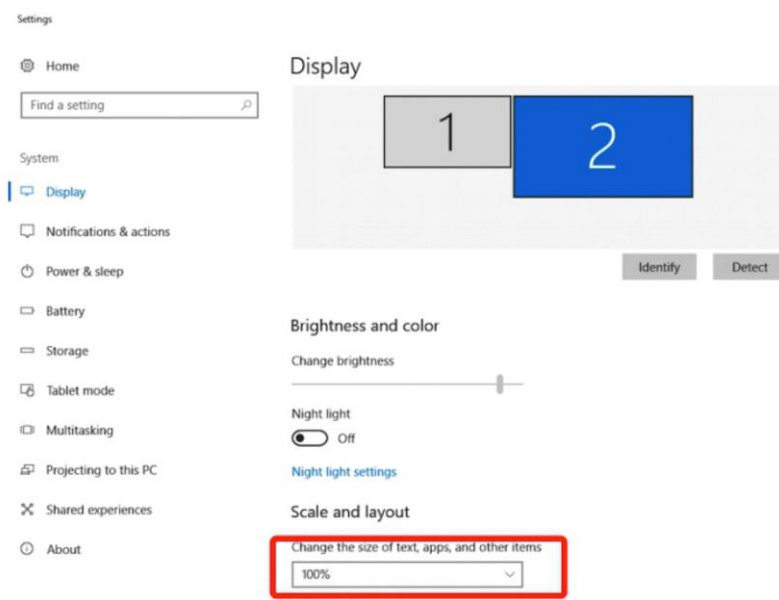 Settings
Home
Find a setting
System
Display
Notifications & actions
Power & sleep
Battery
Storage
Tablet mode
Multitasking
Projecting to this PC
Shared experiences
About
Display
1
2
Identify
Detect
Brightness and color
Change brightness
Night light
Off
Night light settings
Scale and layout
Change the size of text, apps, and other items
100%